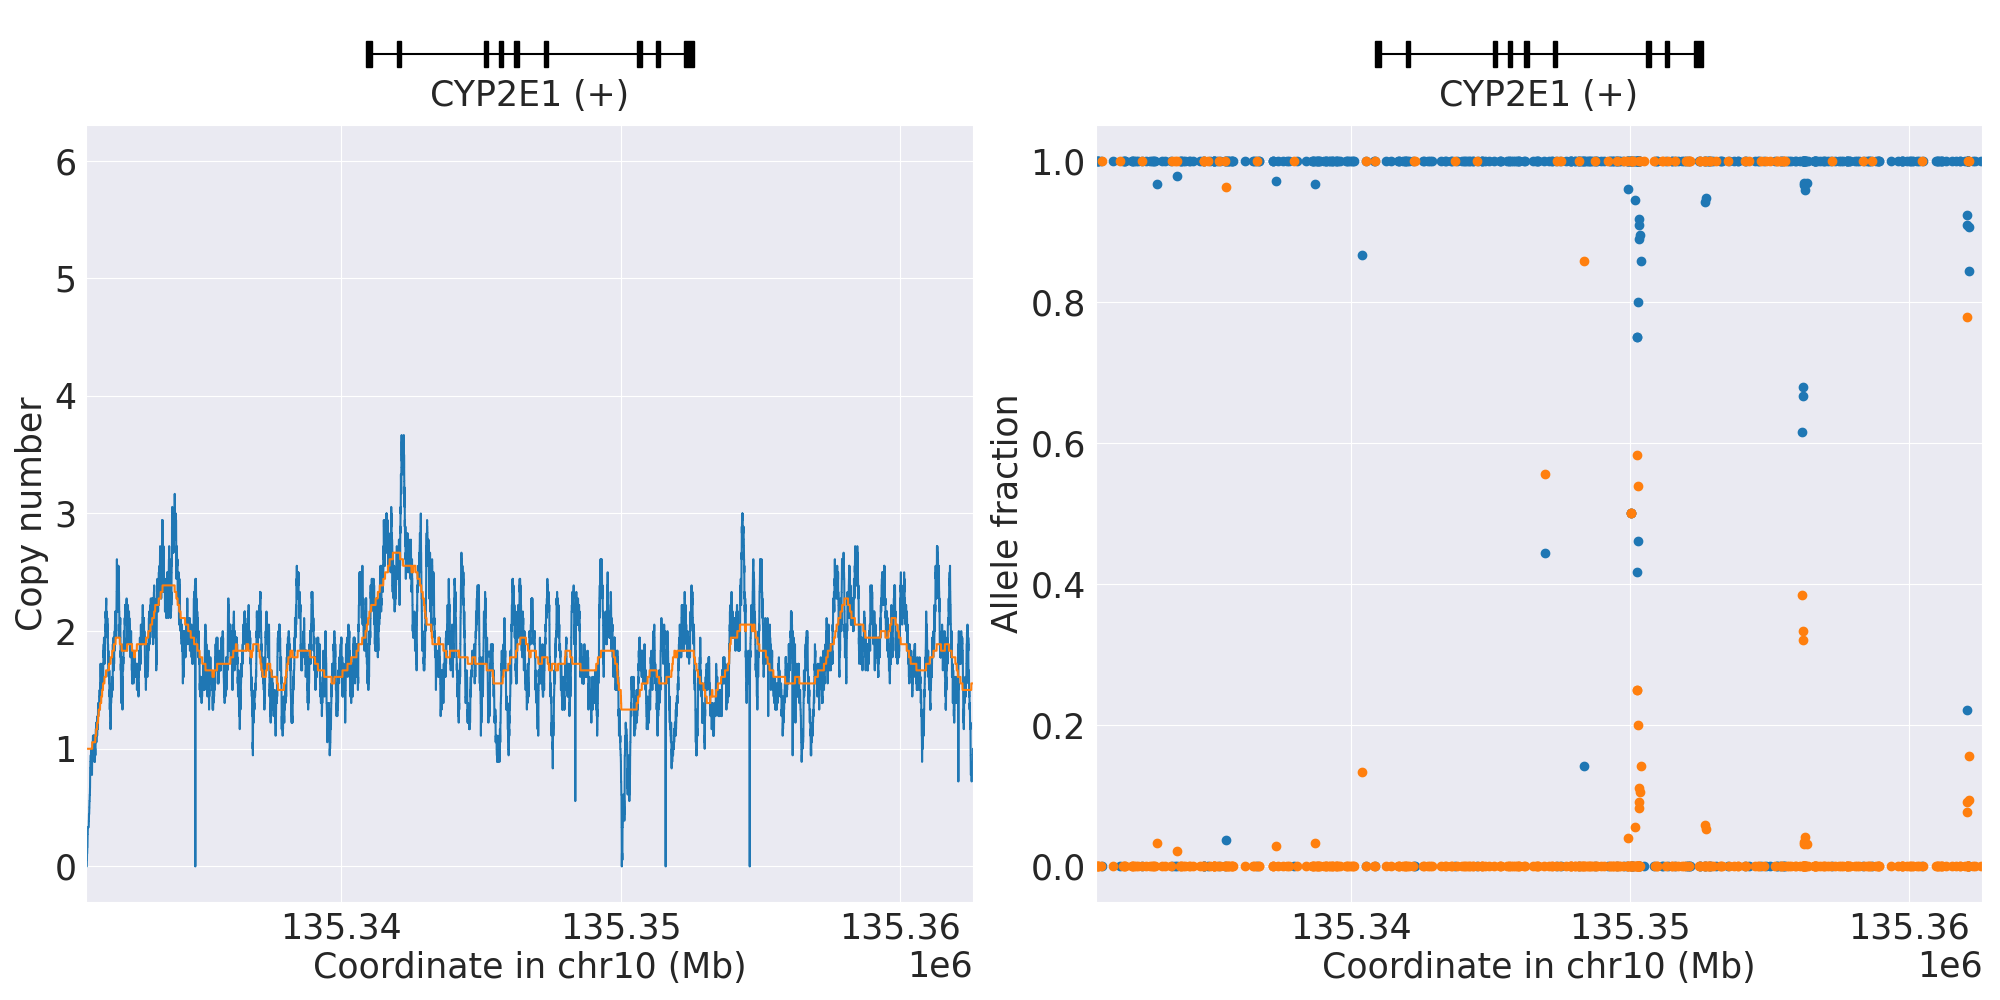 CYP2E1 (+)
6
5
4
3
2
1
0
Copy number
135.34 135.35 135.36
Coordinate in chr10 (Mb)
1e6
CYP2E1 (+)
1.0
0.8
0.6
0.4
0.2
0.0
Allele fraction
135.34 135.35 135.36
Coordinate in chr10 (Mb)
1e6